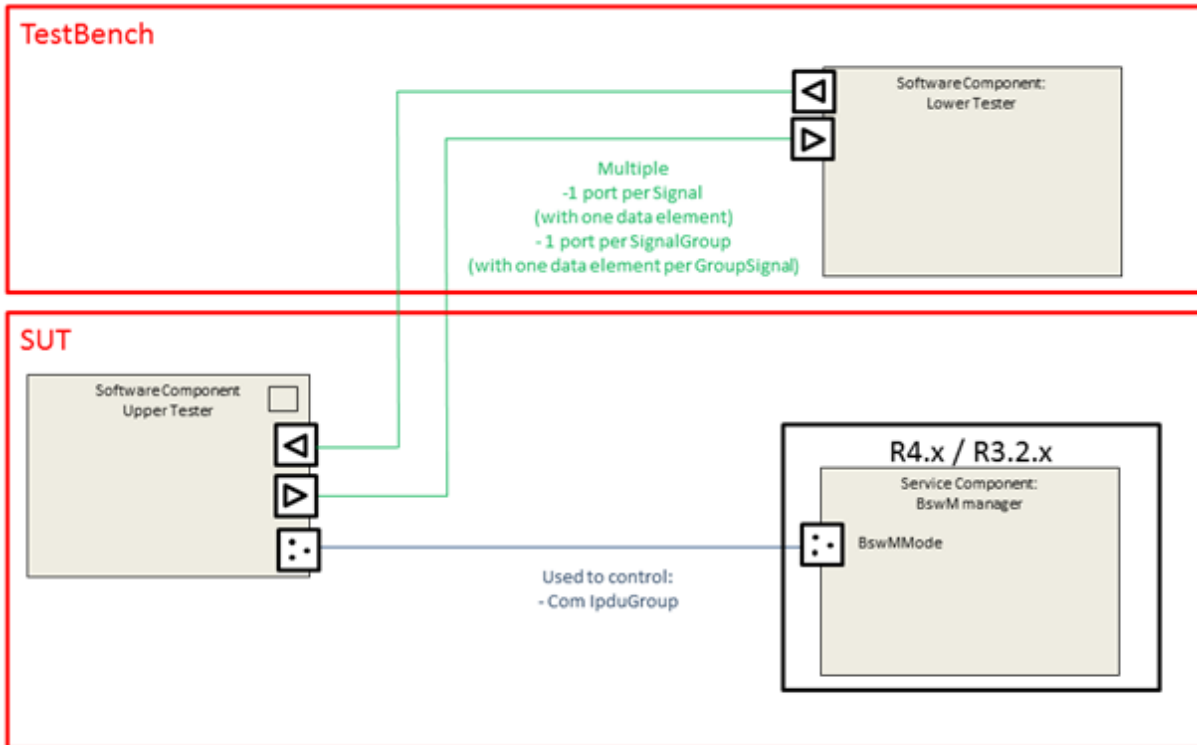 TestBench
Software Component:
Lower Tester
Multiple
-1 port per Signal
(with one data element)
- 1 port per SignalGroup
(with one data element per GroupSignal)
SUT
Software Component
Upper Tester
R4.x / R3.2.x
Service Component:
BswM manager
BswMMode
Used to control:
- Com IpduGroup